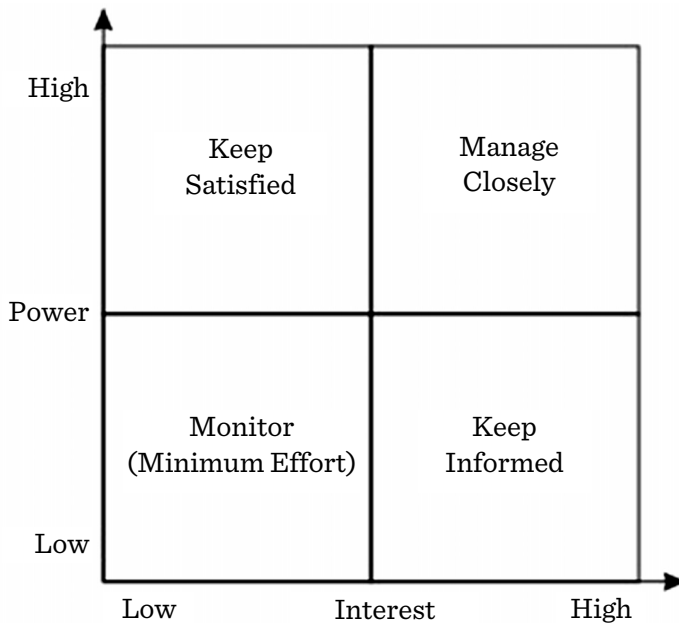 High
Keep
Satisfied
Manage
Closely
Power
Monitor
(Minimum Effort)
Keep
Informed
Low
Low
Interest
High